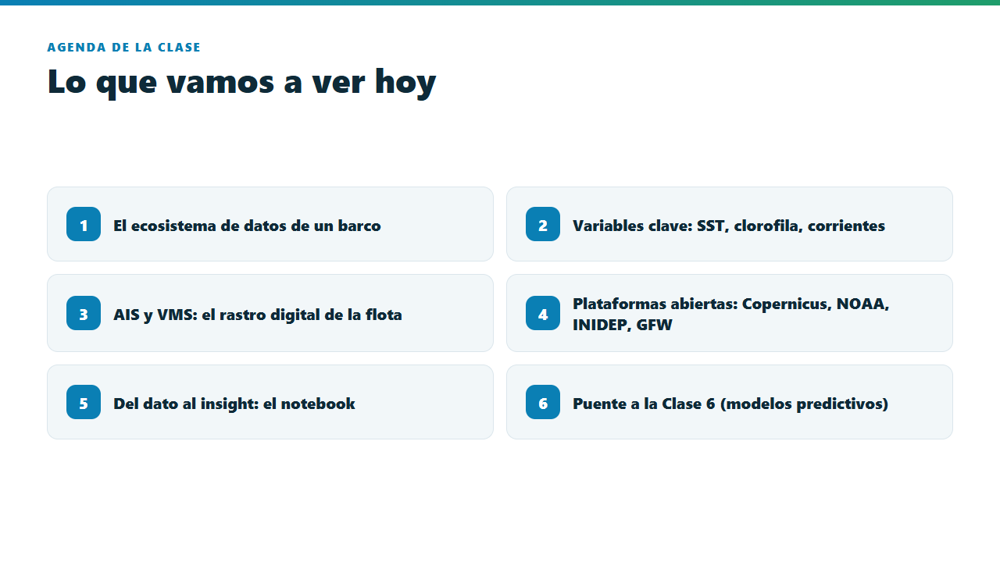 AGENDA DE LA CLASE
Lo que vamos a ver hoy
1 El ecosistema de datos de un barco
2 Variables clave: SST, clorofila, corrientes
3 AIS y VMS: el rastro digital de la flota
4 Plataformas abiertas: Copernicus, NOAA,
INIDEP, GFW
5 Del dato al insight: el notebook
6 Puente a la Clase 6 (modelos predictivos)